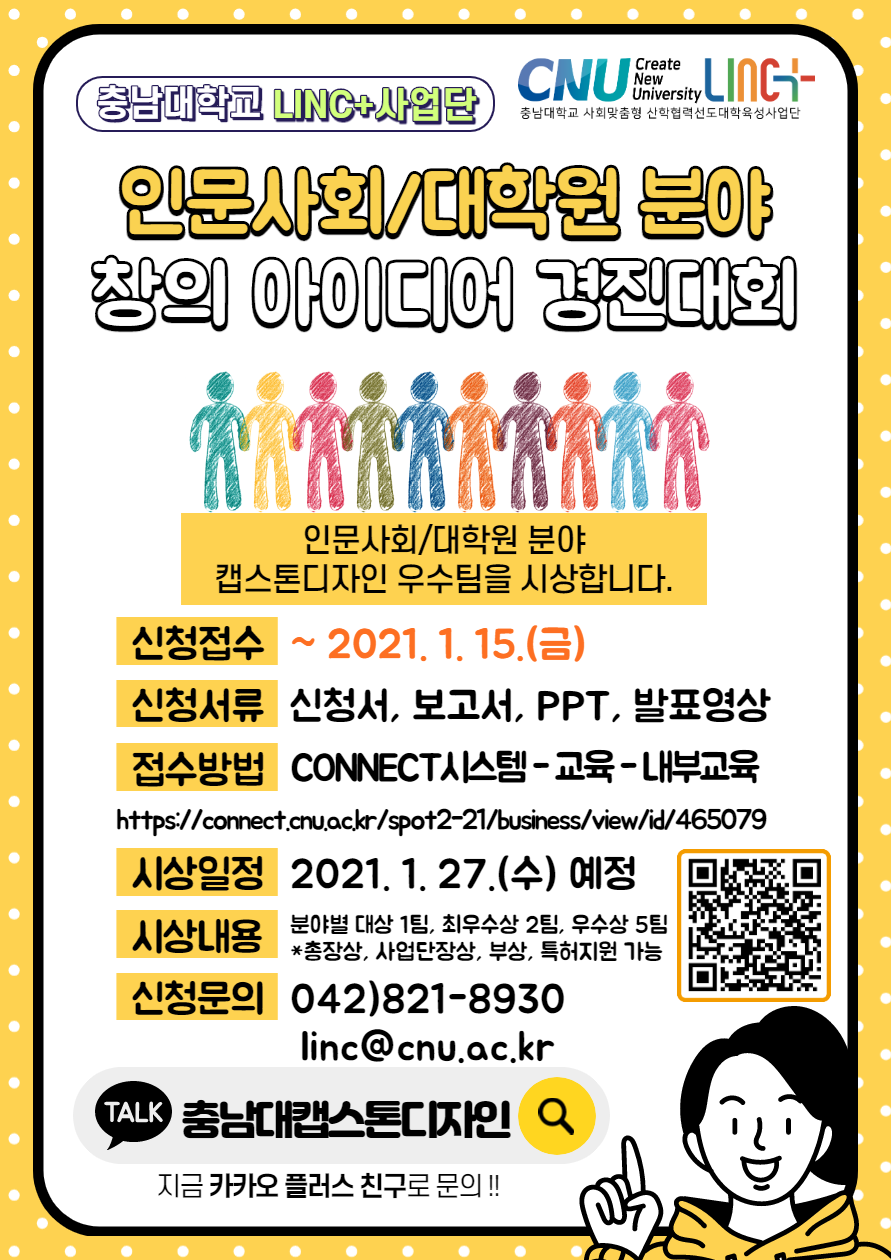 충남대학교 LINC+사업단
CNU Create New University LINC+
충남대학교 사회맞춤형 산학협력선도대학육성사업단
인문사회/대학원 분야
창의 아이디어 경진대회
인문사회/대학원 분야
캡스톤디자인 우수팀을 시상합니다.
신청접수 ~ 2021. 1. 15.(금)
신청서류 신청서, 보고서, PPT, 발표영상
접수방법 CONNECT시스템 - 교육 - 내부교육
https://connect.cnu.ac.kr/spot2-21/business/view/id/465079
시상일정 2021. 1. 27.(수) 예정
시상내용 분야별 대상 1팀, 최우수상 2팀, 우수상 5팀
*총장상, 사업단장상, 부상, 특허지원 가능
신청문의 042)821-8930
linc@cnu.ac.kr
TALK 충남대캡스톤디자인
지금 카카오 플러스 친구로 문의 !!